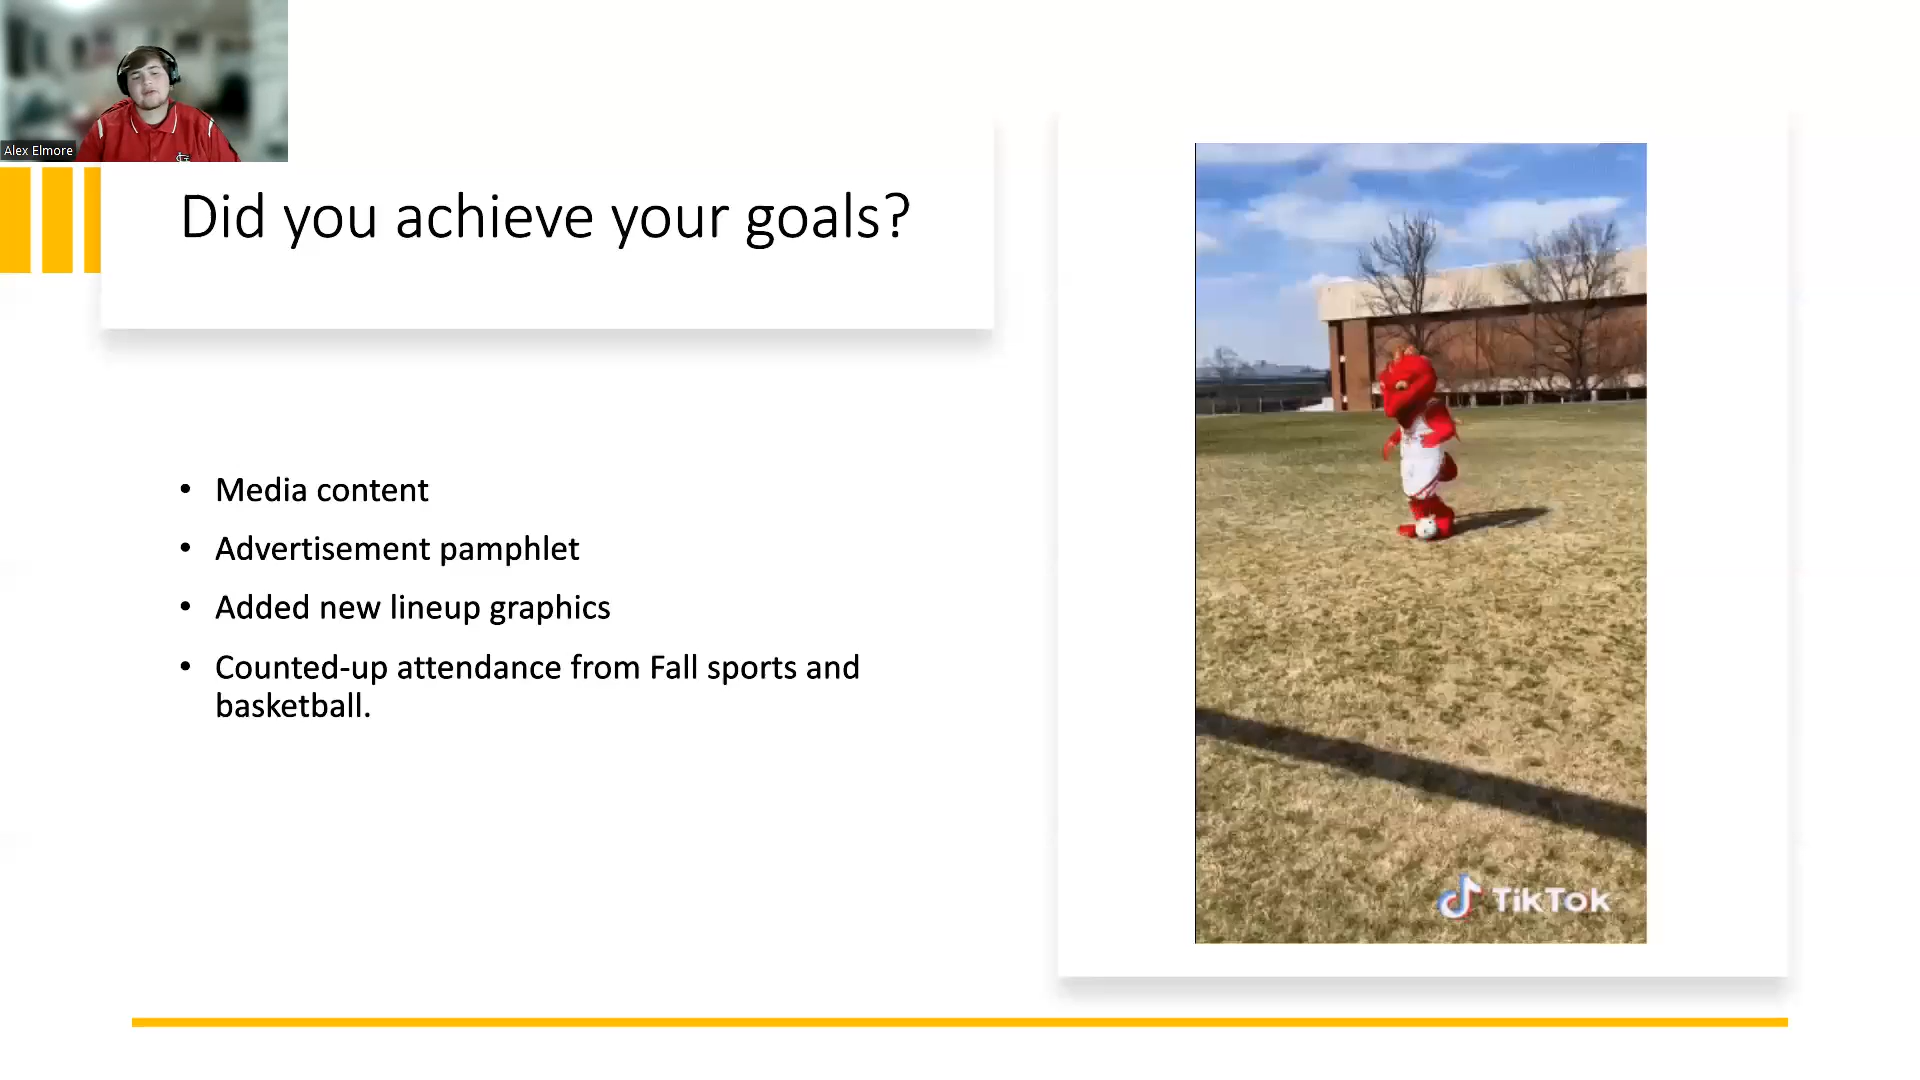 Alex Elmore
Did you achieve your goals?
• Media content
• Advertisement pamphlet
• Added new lineup graphics
• Counted-up attendance from Fall sports and
basketball.
TikTok